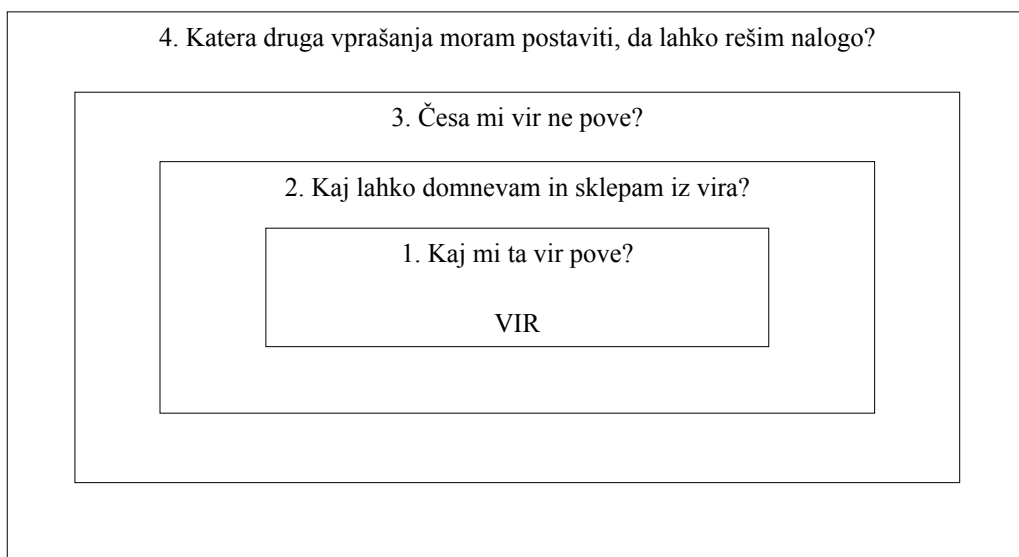 4. Katera druga vprašanja moram postaviti, da lahko rešim nalogo?
3. Česa mi vir ne pove?
2. Kaj lahko domnevam in sklepam iz vira?
1. Kaj mi ta vir pove?
VIR